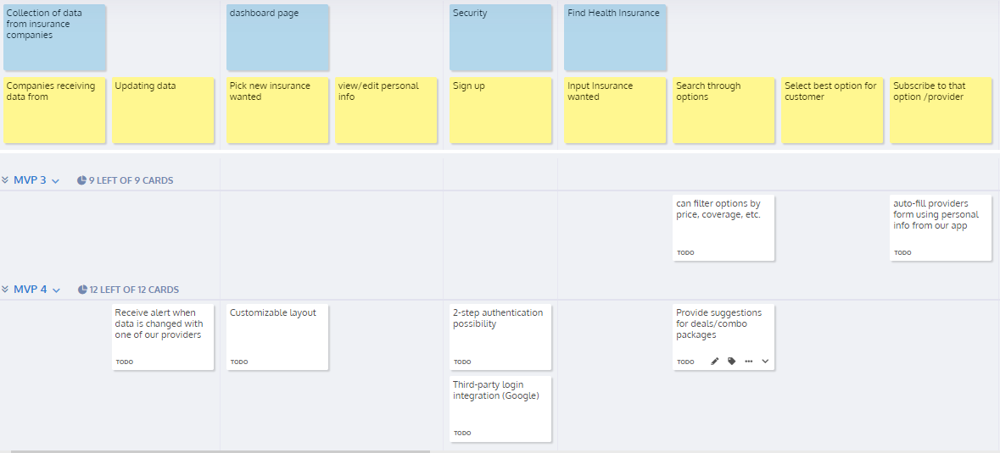 Collection of data
from insurance
companies
dashboard page
Security
Find Health Insurance
Companies receiving
data from
Updating data
Pick new insurance
wanted
view/edit personal
info
Sign up
Input Insurance
wanted
Search through
options
Select best option for
customer
Subscribe to that
option /provider
MVP 3
9 LEFT OF 9 CARDS
can filter options by
price, coverage, etc.
TODO
auto-fill providers
form using personal
info from our app
TODO
MVP 4
12 LEFT OF 12 CARDS
Receive alert when
data is changed with
one of our providers
TODO
Customizable layout
TODO
2-step authentication
possibility
TODO
Provide suggestions
for deals/combo
packages
TODO
Third-party login
integration (Google)
TODO